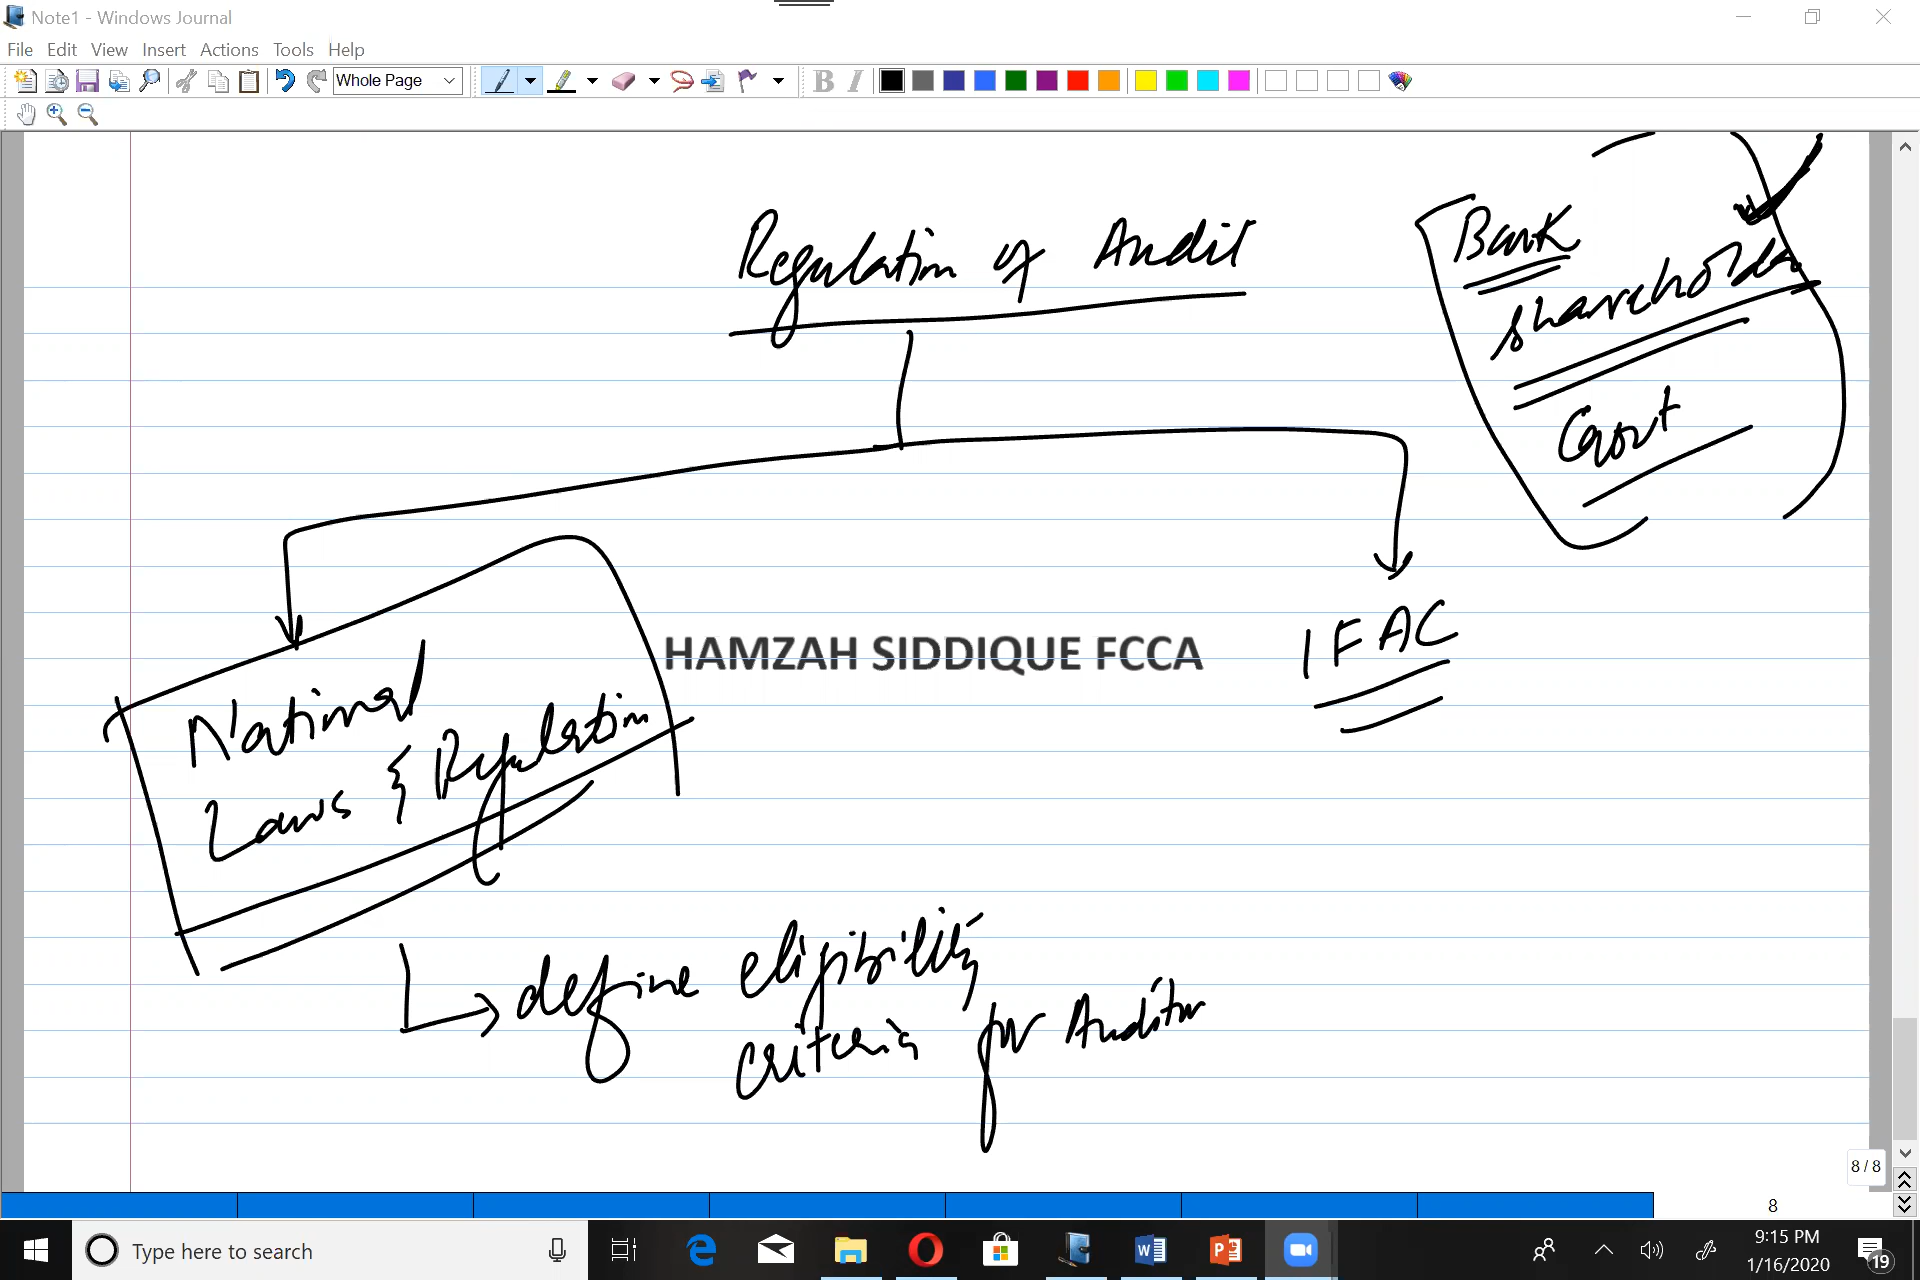 Note1 - Windows Journal
File Edit View Insert Actions Tools Help
Whole Page
B I
Regulation of Audit
Bank
shareholder
Govt
IFAC
HAMZAH SIDDIQUE FCCA
National
Laws & Regulation
define eligibility
criteria for Auditor
8 / 8
8
Type here to search
9:15 PM
1/16/2020
19